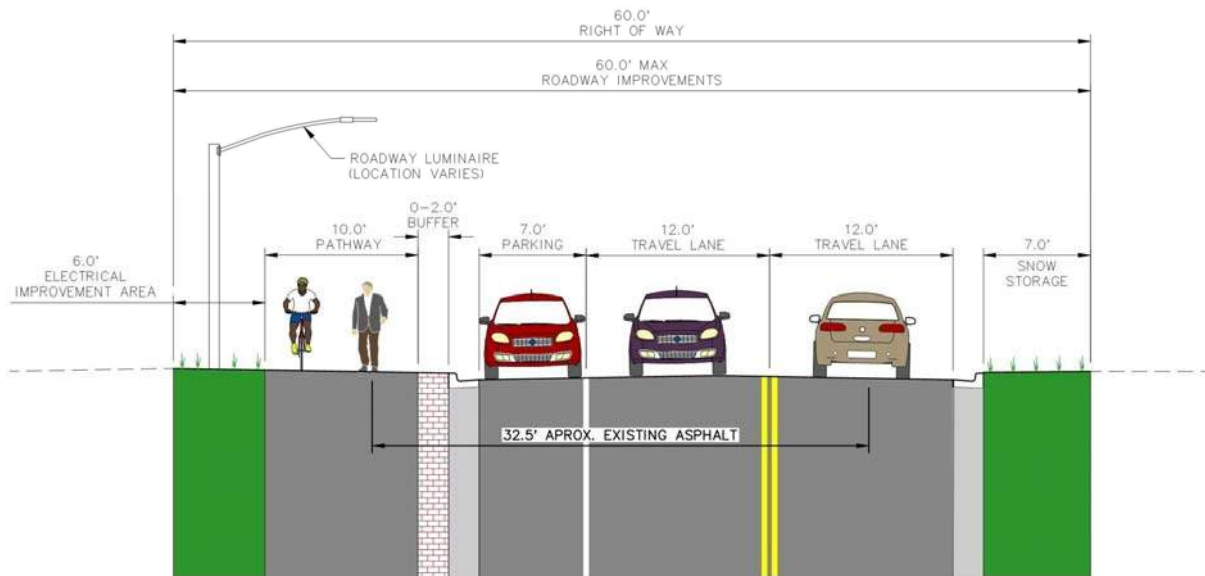 60.0'
RIGHT OF WAY
60.0' MAX
ROADWAY IMPROVEMENTS
ROADWAY LUMINAIRE
(LOCATION VARIES)
0-2.0'
BUFFER
10.0'
PATHWAY
7.0'
PARKING
12.0'
TRAVEL LANE
12.0'
TRAVEL LANE
7.0'
SNOW
STORAGE
6.0'
ELECTRICAL
IMPROVEMENT AREA
32.5' APROX. EXISTING ASPHALT